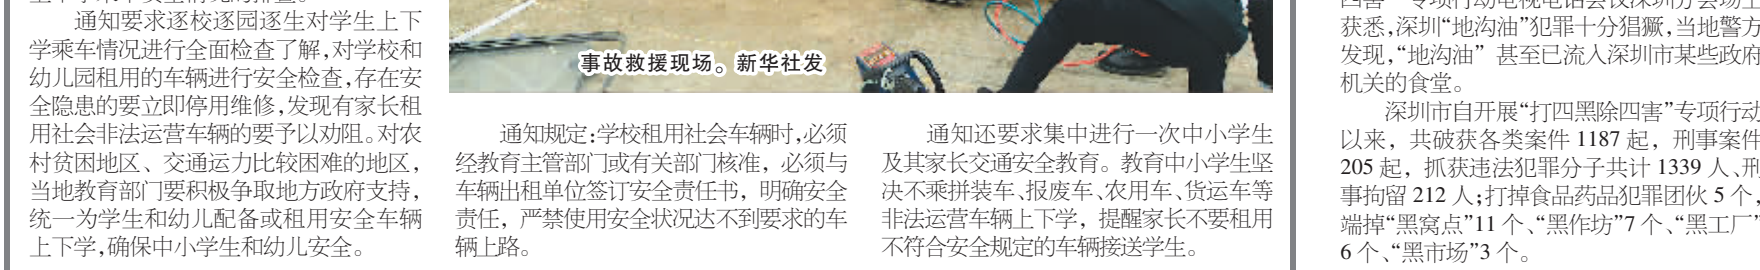 通知要求逐校逐园逐生对学生上下
学乘车情况进行全面检查了解,对学校和
幼儿园租用的车辆进行安全检查,存在安
全隐患的要立即停用维修,发现有家长租
用社会非法运营车辆的要予以劝阻。对农
村贫困地区、交通运力比较困难的地区,
当地教育部门要积极争取地方政府支持,
统一为学生和幼儿配备或租用安全车辆
上下学,确保中小学生和幼儿安全。
事故救援现场。新华社发
通知规定:学校租用社会车辆时,必须
经教育主管部门或有关部门核准，必须与
车辆出租单位签订安全责任书，明确安全
责任，严禁使用安全状况达不到要求的车
辆上路。
通知还要求集中进行一次中小学生
及其家长交通安全教育。教育中小学生坚
决不乘拼装车、报废车、农用车、货运车等
非法运营车辆上下学，提醒家长不要租用
不符合安全规定的车辆接送学生。
获悉,深圳“地沟油”犯罪十分猖獗,当地警方
发现,“地沟油”甚至已流入深圳市某些政府
机关的食堂。
深圳市自开展“打四黑除四害”专项行动
以来，共破获各类案件1187起，刑事案件
205起，抓获违法犯罪分子共计1339人、刑
事拘留212人;打掉食品药品犯罪团伙5个,
端掉“黑窝点”11个、“黑作坊”7个、“黑工厂”
6个、“黑市场”3个。